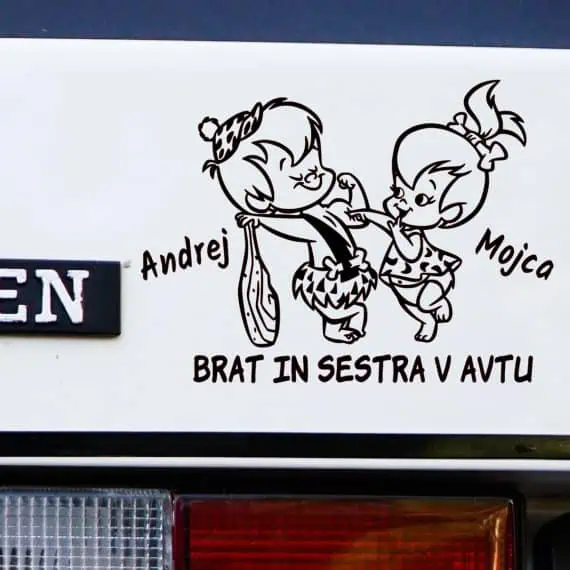 Andrej
Mojca
EN
BRAT IN SESTRA V AVTU